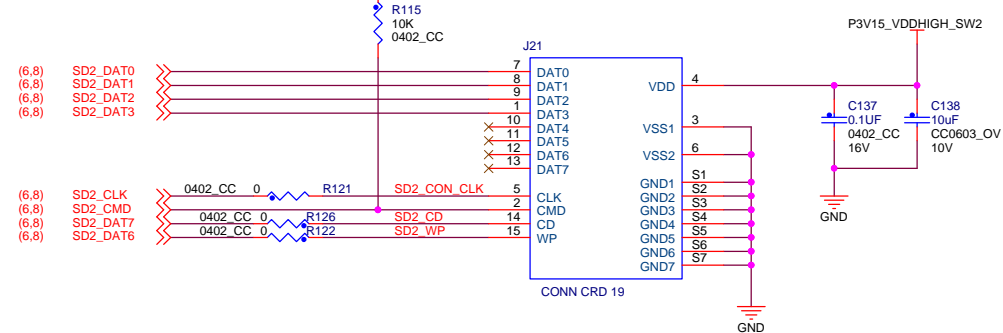 R115
10K
0402_CC
P3V15_VDDHIGH_SW2
J21
(6,8) SD2_DAT0 7 DAT0
(6,8) SD2_DAT1 8 DAT1
(6,8) SD2_DAT2 9 DAT2
(6,8) SD2_DAT3 1 DAT3
10 DAT4
11 DAT5
12 DAT6
13 DAT7
VDD 4
VSS1 3
VSS2 6
C137
0.1UF
0402_CC
16V
C138
10uF
CC0603_OV
10V
GND
GND1 S1
GND2 S2
GND3 S3
GND4 S4
GND5 S5
GND6 S6
GND7 S7
(6,8) SD2_CLK 0402_CC 0 R121 SD2_CON_CLK 5 CLK
(6,8) SD2_CMD 2 CMD
(6,8) SD2_DAT7 0402_CC 0 R126 SD2_CD 14 CD
(6,8) SD2_DAT6 0402_CC 0 R122 SD2_WP 15 WP
CONN CRD 19
GND